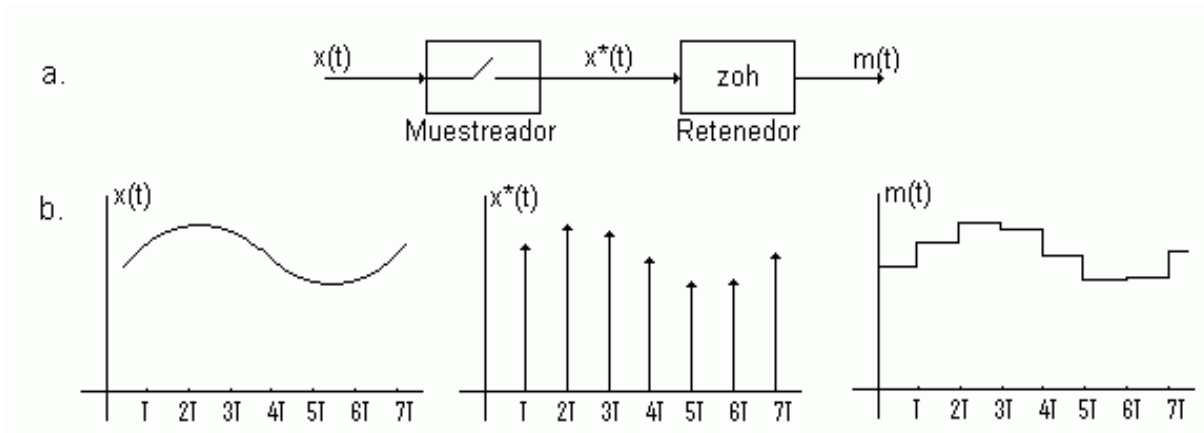 a.
x(t)
x*(t)
zoh
m(t)
Muestreador
Retenedor
b.
x(t)
x*(t)
m(t)
T 2T 3T 4T 5T 6T 7T
T 2T 3T 4T 5T 6T 7T
T 2T 3T 4T 5T 6T 7T